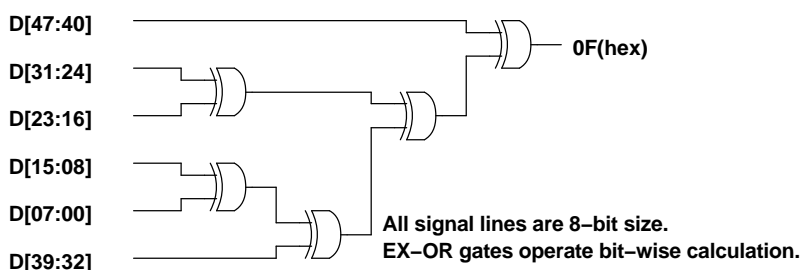 D[47:40]
0F(hex)
D[31:24]
D[23:16]
D[15:08]
D[07:00]
All signal lines are 8−bit size.
EX−OR gates operate bit−wise calculation.
D[39:32]